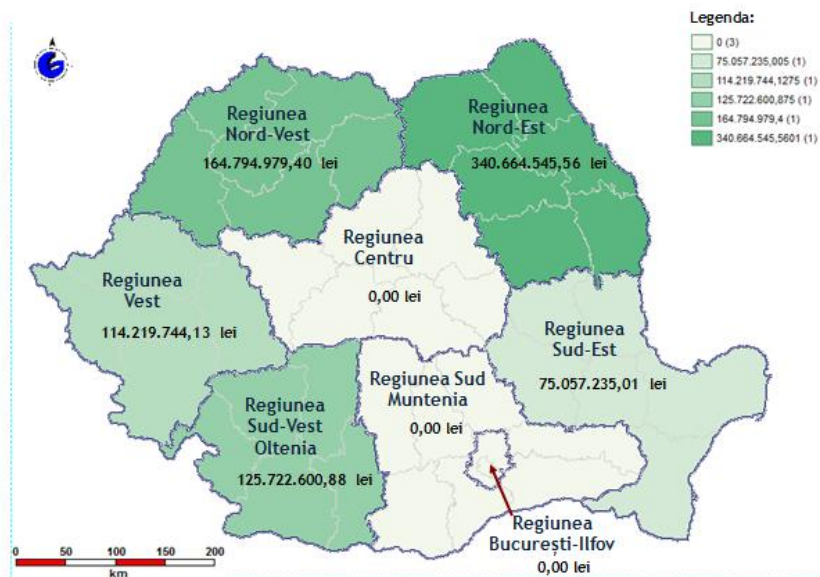 Legenda:
0 (3)
75.057.235,005 (1)
114.219.744,1275 (1)
125.722.600,875 (1)
164.794.979,4 (1)
340.664.545,5601 (1)
Regiunea
Nord-Vest
164.794.979,40 lei
Regiunea
Nord-Est
340.664.545,56 lei
Regiunea
Centru
0,00 lei
Regiunea
Vest
114.219.744,13 lei
Regiunea
Sud-Est
75.057.235,01 lei
Regiunea Sud
Muntenia
0,00 lei
Regiunea
Sud-Vest
Oltenia
125.722.600,88 lei
Regiunea
București-Ilfov
0,00 lei
0 50 100 150 200
km